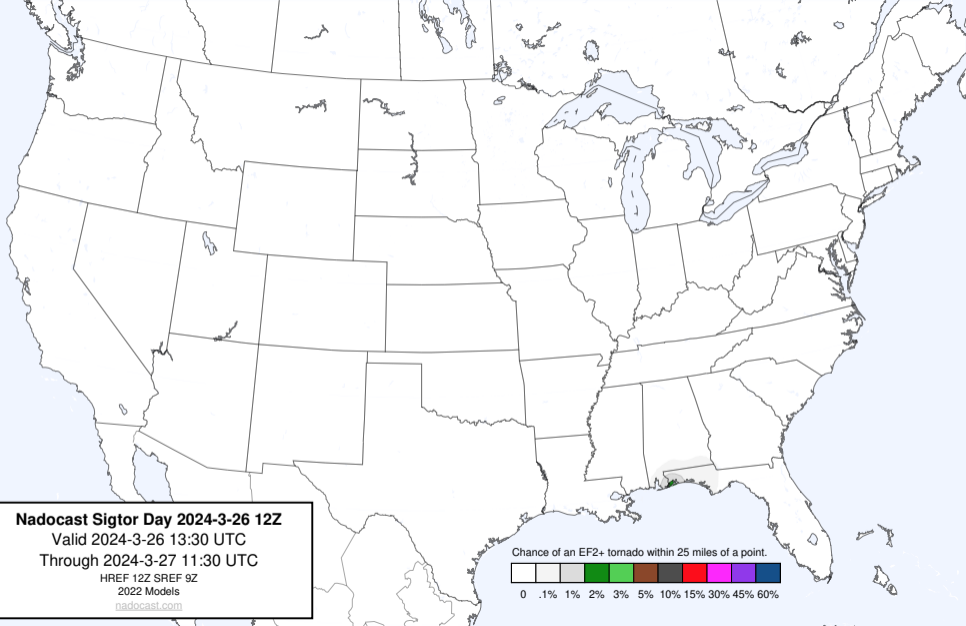 Nadocast Sigtor Day 2024-3-26 12Z
Valid 2024-3-26 13:30 UTC
Through 2024-3-27 11:30 UTC
HREF 12Z SREF 9Z
2022 Models
nadocast.com
Chance of an EF2+ tornado within 25 miles of a point.
0 .1% 1% 2% 3% 5% 10% 15% 30% 45% 60%